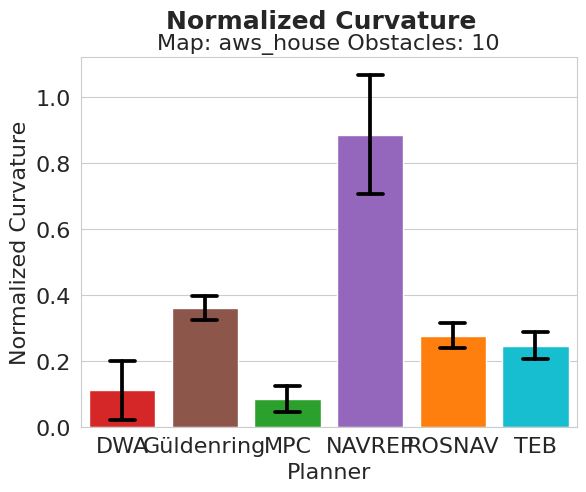 Normalized Curvature
Map: aws_house Obstacles: 10
Normalized Curvature
1.0
0.8
0.6
0.4
0.2
0.0
DWA Güldenring MPC NAVREP ROSNAV TEB
Planner